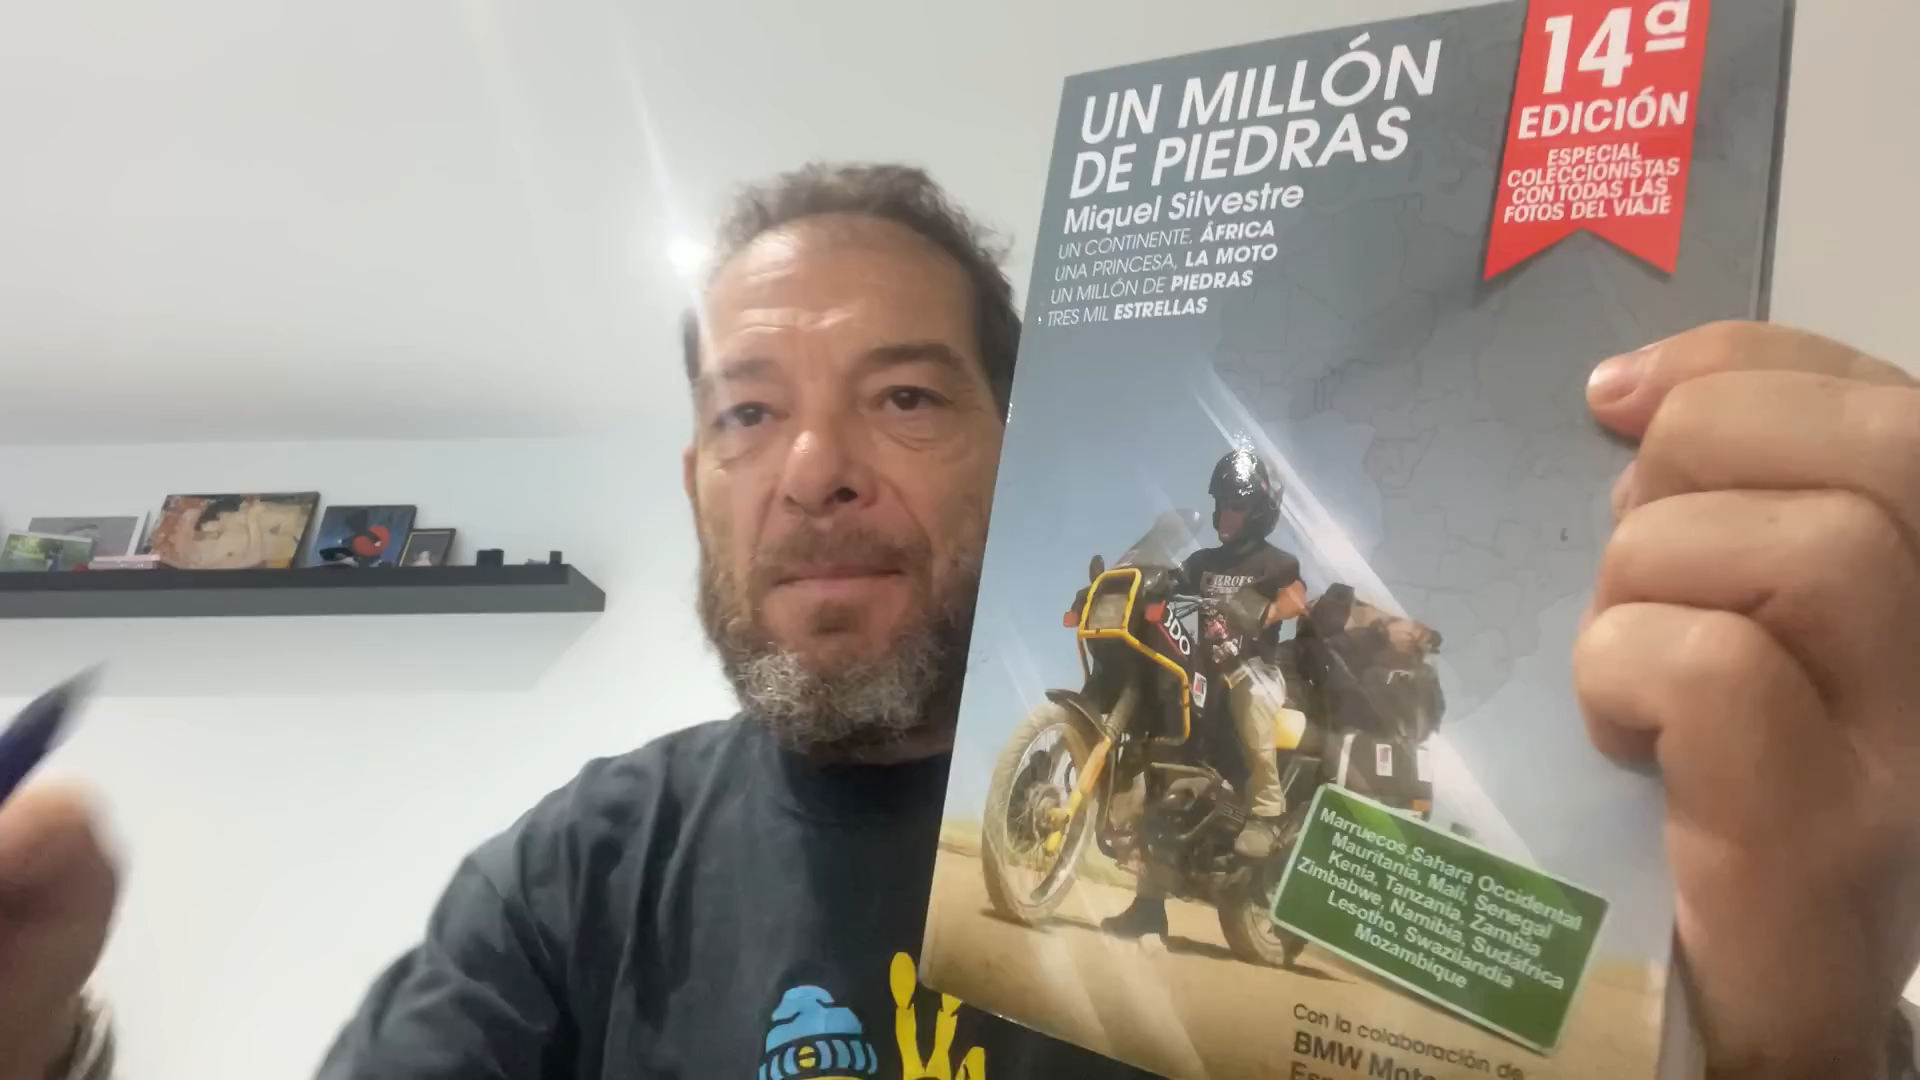 UN MILLÓN
DE PIEDRAS
Miquel Silvestre
UN CONTINENTE, ÁFRICA
UNA PRINCESA, LA MOTO
UN MILLÓN DE PIEDRAS
TRES MIL ESTRELLAS
14ª
EDICIÓN
ESPECIAL
COLECCIONISTAS
CON TODAS LAS
FOTOS DEL VIAJE
Marruecos, Sahara Occidental
Mauritania, Mali, Senegal
Kenia, Tanzania, Zambia
Zimbabwe, Namibia, Sudáfrica
Lesotho, Swazilandia
Mozambique
Con la colaboración de
BMW